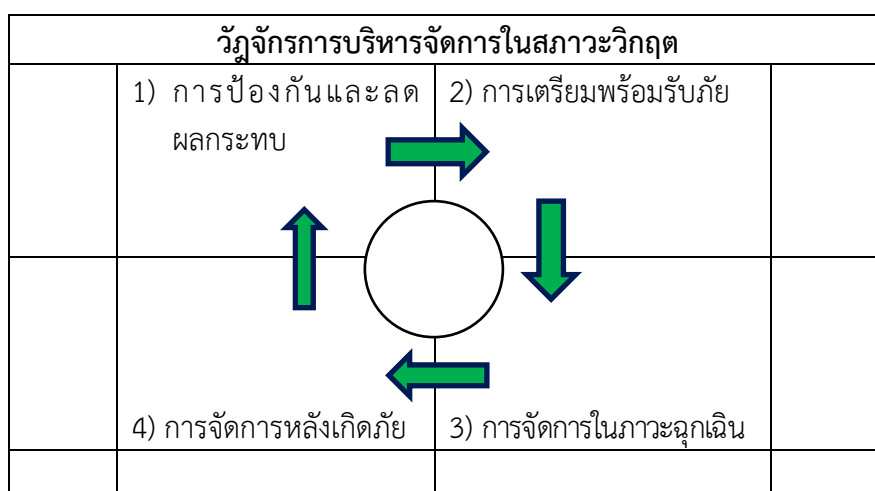 วัฎจักรการบริหารจัดการในสภาวะวิกฤต
1) การป้องกันและลด
ผลกระทบ
2) การเตรียมพร้อมรับภัย
4) การจัดการหลังเกิดภัย
3) การจัดการในภาวะฉุกเฉิน